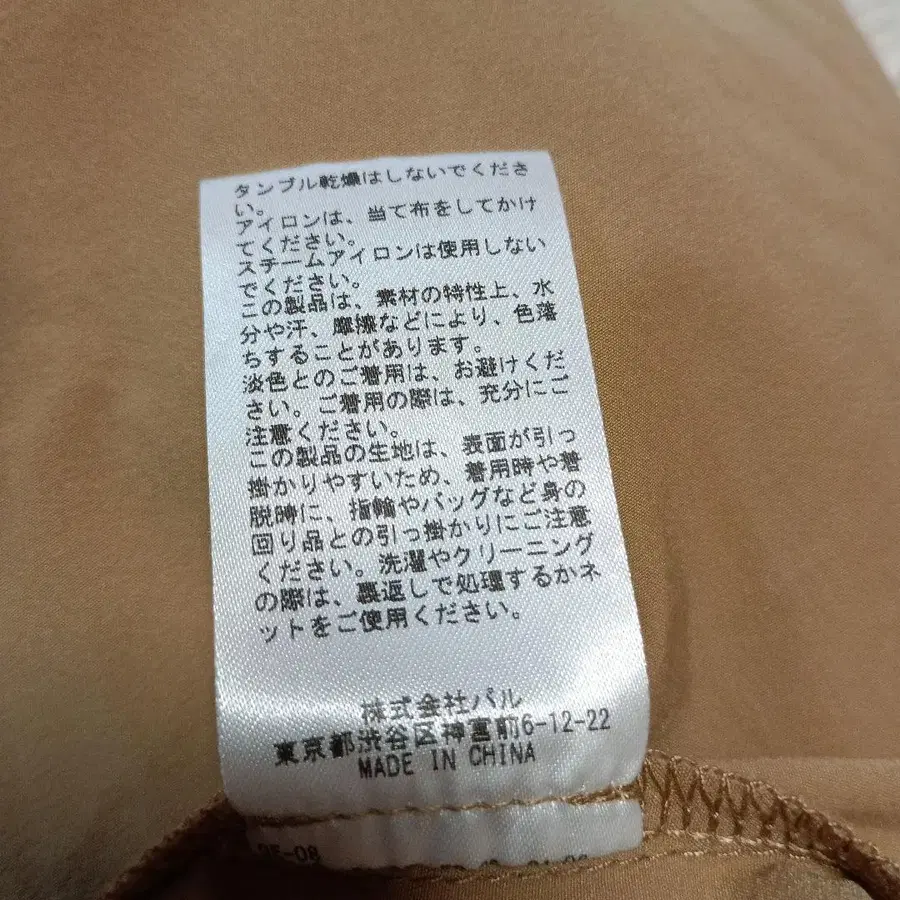 タンブル乾燥はしないでくださ
い。
アイロンは、当て布をしてかけ
てください。
スチームアイロンは使用しない
でください。
この製品は、素材の特性上、水
分や汗、摩擦などにより、色落
ちすることがあります。
淡色とのご着用は、お避けくだ
さい。ご着用の際は、充分にご
注意ください。
この製品の生地は、表面が引っ
掛かりやすいため、着用時や着
脱時に、指輪やバッグなど身の
回り品との引っ掛かりにご注意
ください。洗濯やクリーニング
の際は、裏返しで処理するかネ
ットをご使用ください。
株式会社パル
東京都渋谷区神宮前6-12-22
MADE IN CHINA